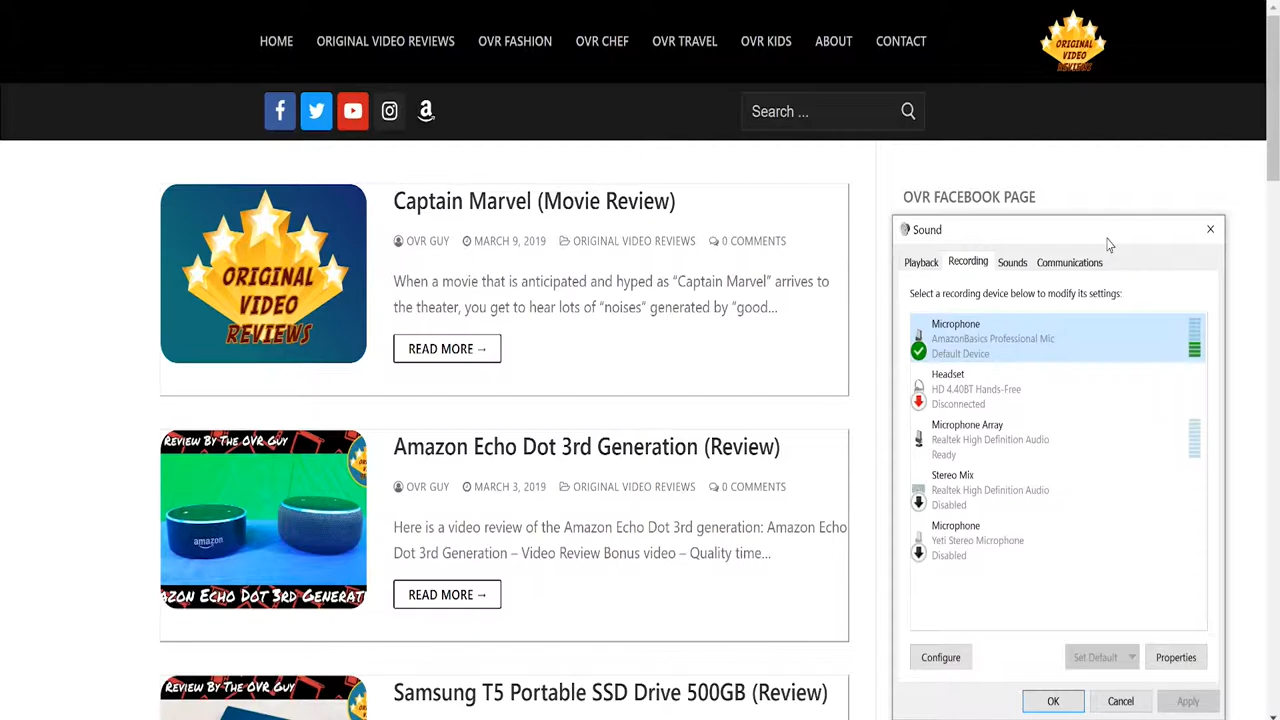 HOME ORIGINAL VIDEO REVIEWS OVR FASHION OVR CHEF OVR TRAVEL OVR KIDS ABOUT CONTACT
ORIGINAL
VIDEO
REVIEWS
Search ...
Captain Marvel (Movie Review)
OVR GUY MARCH 9, 2019 ORIGINAL VIDEO REVIEWS 0 COMMENTS
When a movie that is anticipated and hyped as “Captain Marvel” arrives to
the theater, you get to hear lots of “noises” generated by “good...
READ MORE →
ORIGINAL
VIDEO
REVIEWS
Amazon Echo Dot 3rd Generation (Review)
OVR GUY MARCH 3, 2019 ORIGINAL VIDEO REVIEWS 0 COMMENTS
Here is a video review of the Amazon Echo Dot 3rd generation: Amazon Echo
Dot 3rd Generation – Video Review Bonus video – Quality time...
READ MORE →
Review By The OVR Guy
amazon
azon Echo Dot 3rd Generat
Samsung T5 Portable SSD Drive 500GB (Review)
Review By The OVR Guy
OVR FACEBOOK PAGE
Sound
Playback Recording Sounds Communications
Select a recording device below to modify its settings:
Microphone
AmazonBasics Professional Mic
Default Device
Headset
HD 4.40BT Hands-Free
Disconnected
Microphone Array
Realtek High Definition Audio
Ready
Stereo Mix
Realtek High Definition Audio
Disabled
Microphone
Yeti Stereo Microphone
Disabled
Configure Set Default Properties
OK Cancel Apply